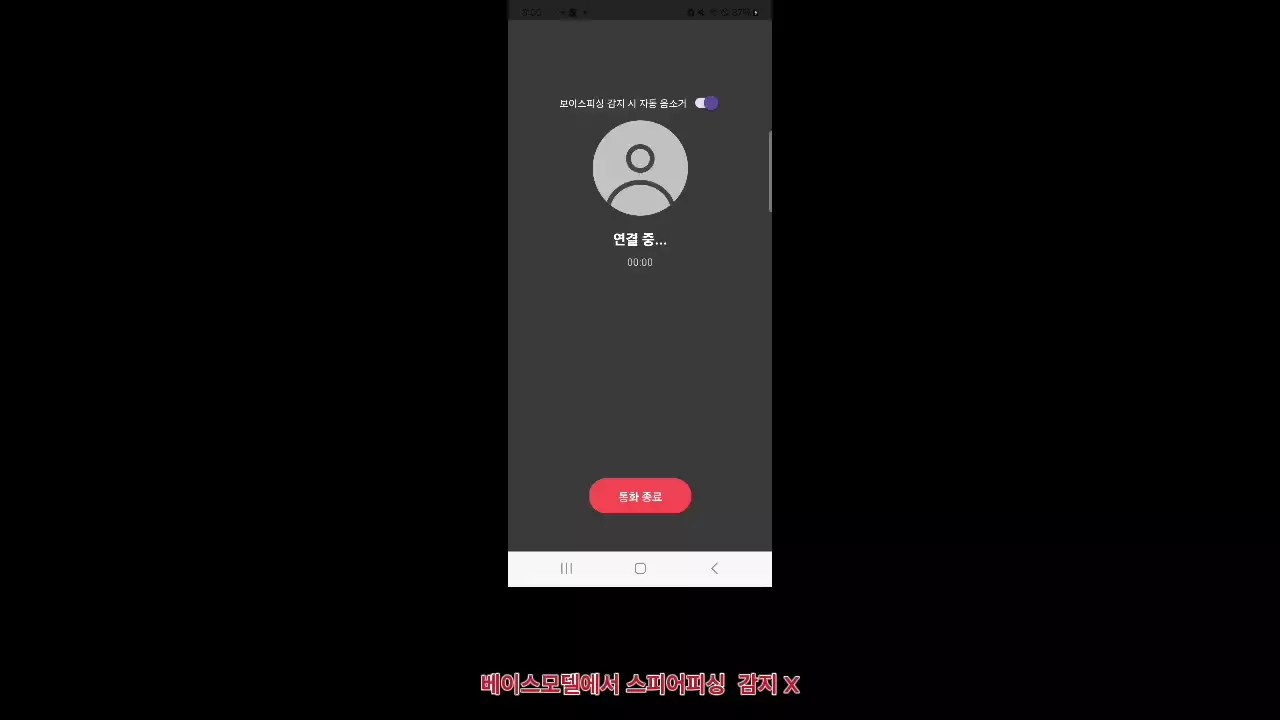 보이스피싱 감지 시 자동 음소거
연결 중...
00:00
통화 종료
베이스모델에서 스피어피싱 감지 X